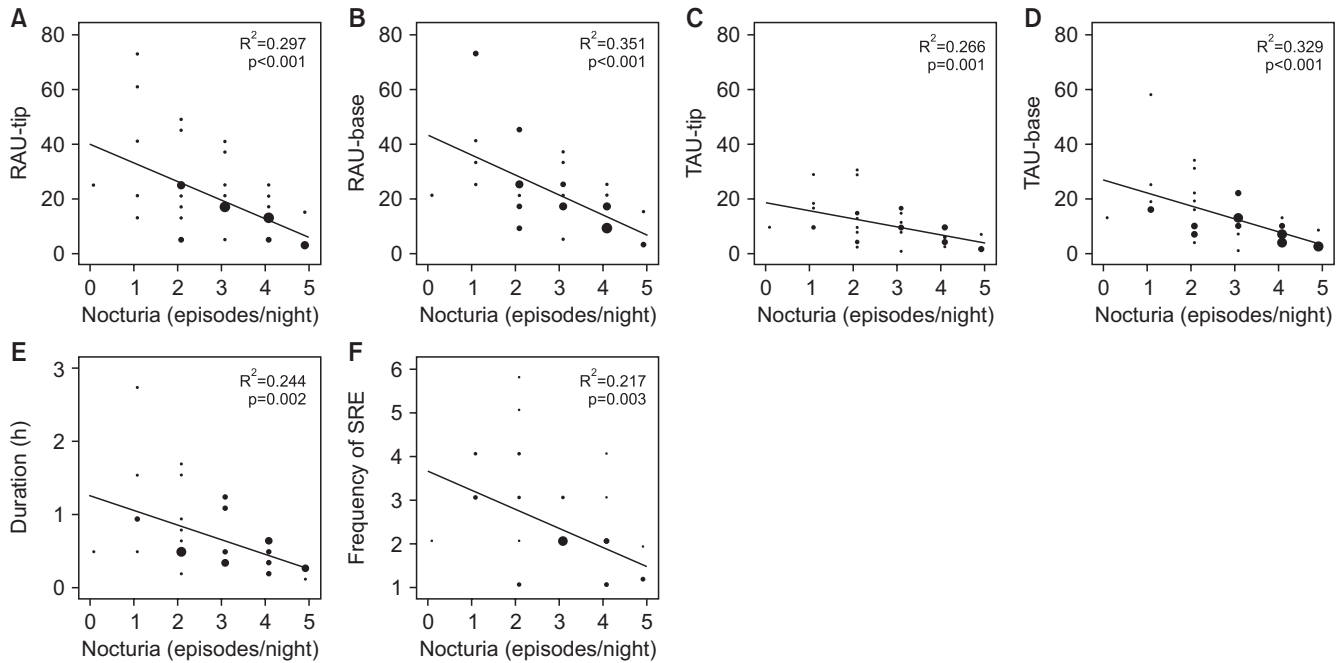 A
RAU-tip
80
60
40
20
0
R²=0.297
p<0.001
0 1 2 3 4 5
Nocturia (episodes/night)
B
RAU-base
80
60
40
20
0
R²=0.351
p<0.001
0 1 2 3 4 5
Nocturia (episodes/night)
C
TAU-tip
80
60
40
20
0
R²=0.266
p=0.001
0 1 2 3 4 5
Nocturia (episodes/night)
D
TAU-base
80
60
40
20
0
R²=0.329
p<0.001
0 1 2 3 4 5
Nocturia (episodes/night)
E
Duration (h)
3
2
1
0
R²=0.244
p=0.002
0 1 2 3 4 5
Nocturia (episodes/night)
F
Frequency of SRE
6
5
4
3
2
1
R²=0.217
p=0.003
0 1 2 3 4 5
Nocturia (episodes/night)